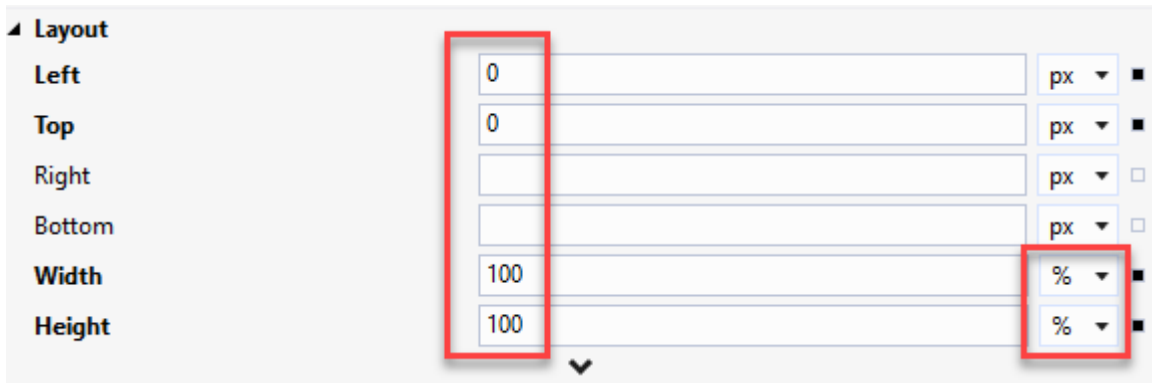 Layout
Left 0 px
Top 0 px
Right px
Bottom px
Width 100 %
Height 100 %